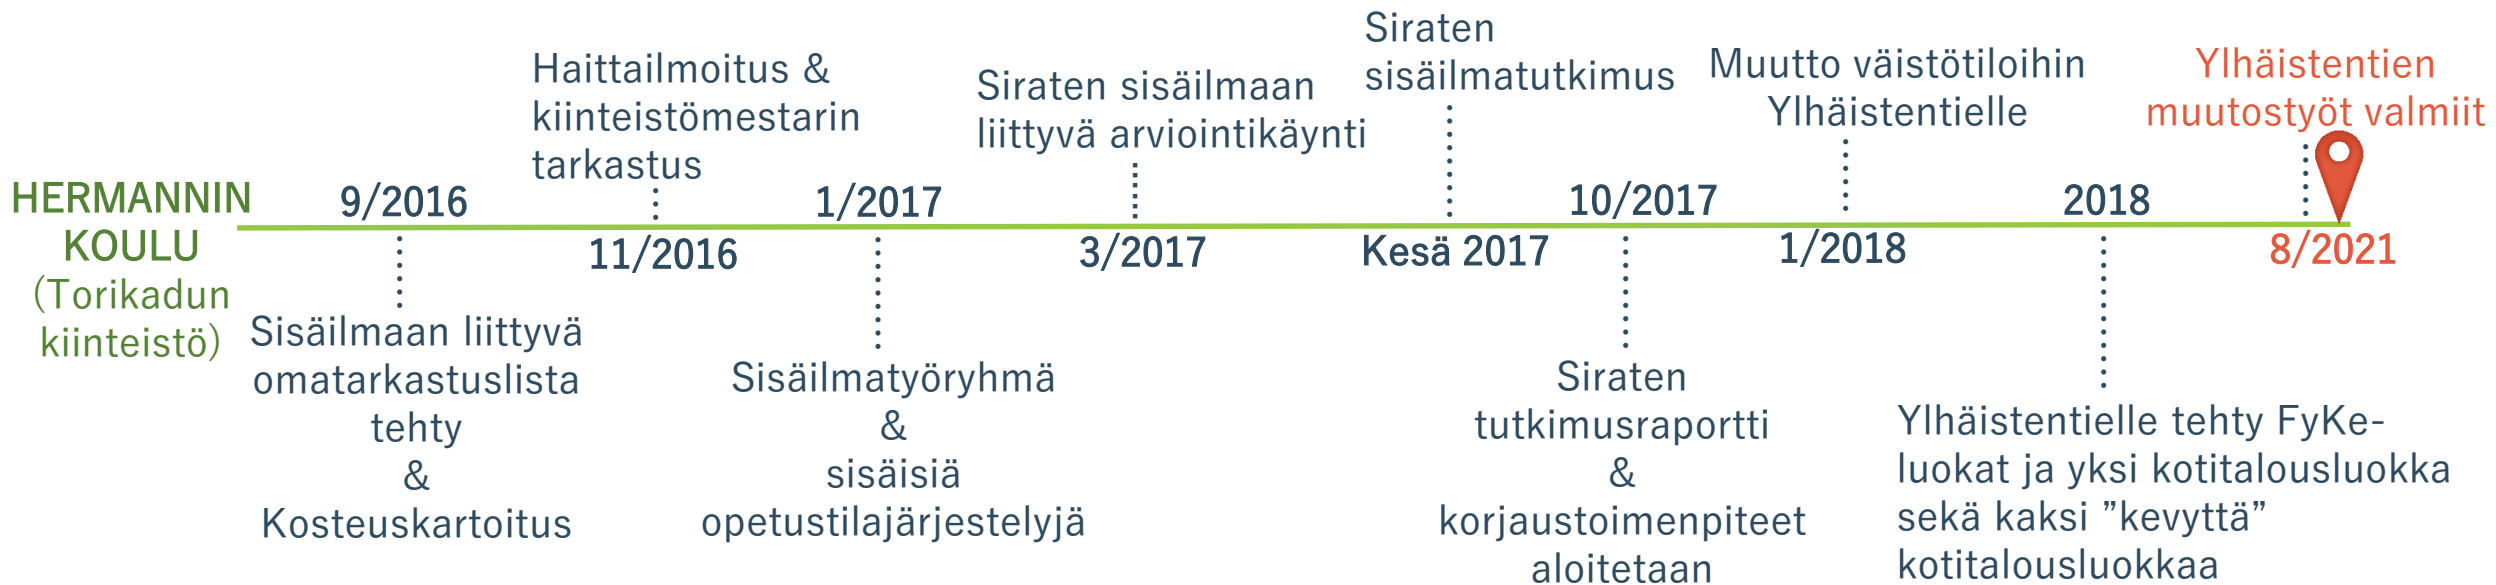 HERMANNIN
KOULU
(Torikadun
kiinteistö)
9/2016
Sisäilmaan liittyvä
omatarkastuslista
tehty
&
Kosteuskartoitus
Haittailmoitus &
kiinteistömestarin
tarkastus
11/2016
1/2017
Sisäilmatyöryhmä
&
sisäisiä
opetustilajärjestelyjä
Siraten sisäilmaan
liittyvä arviointikäynti
3/2017
Siraten
sisäilmatutkimus
Kesä 2017
10/2017
Siraten
tutkimusraportti
&
korjaustoimenpiteet
aloitetaan
Muutto väistötiloihin
Ylhäistentielle
1/2018
2018
Ylhäistentielle tehty FyKe-
luokat ja yksi kotitalousluokka
sekä kaksi ”kevyttä”
kotitalousluokkaa
Ylhäistentien
muutostyöt valmiit
8/2021